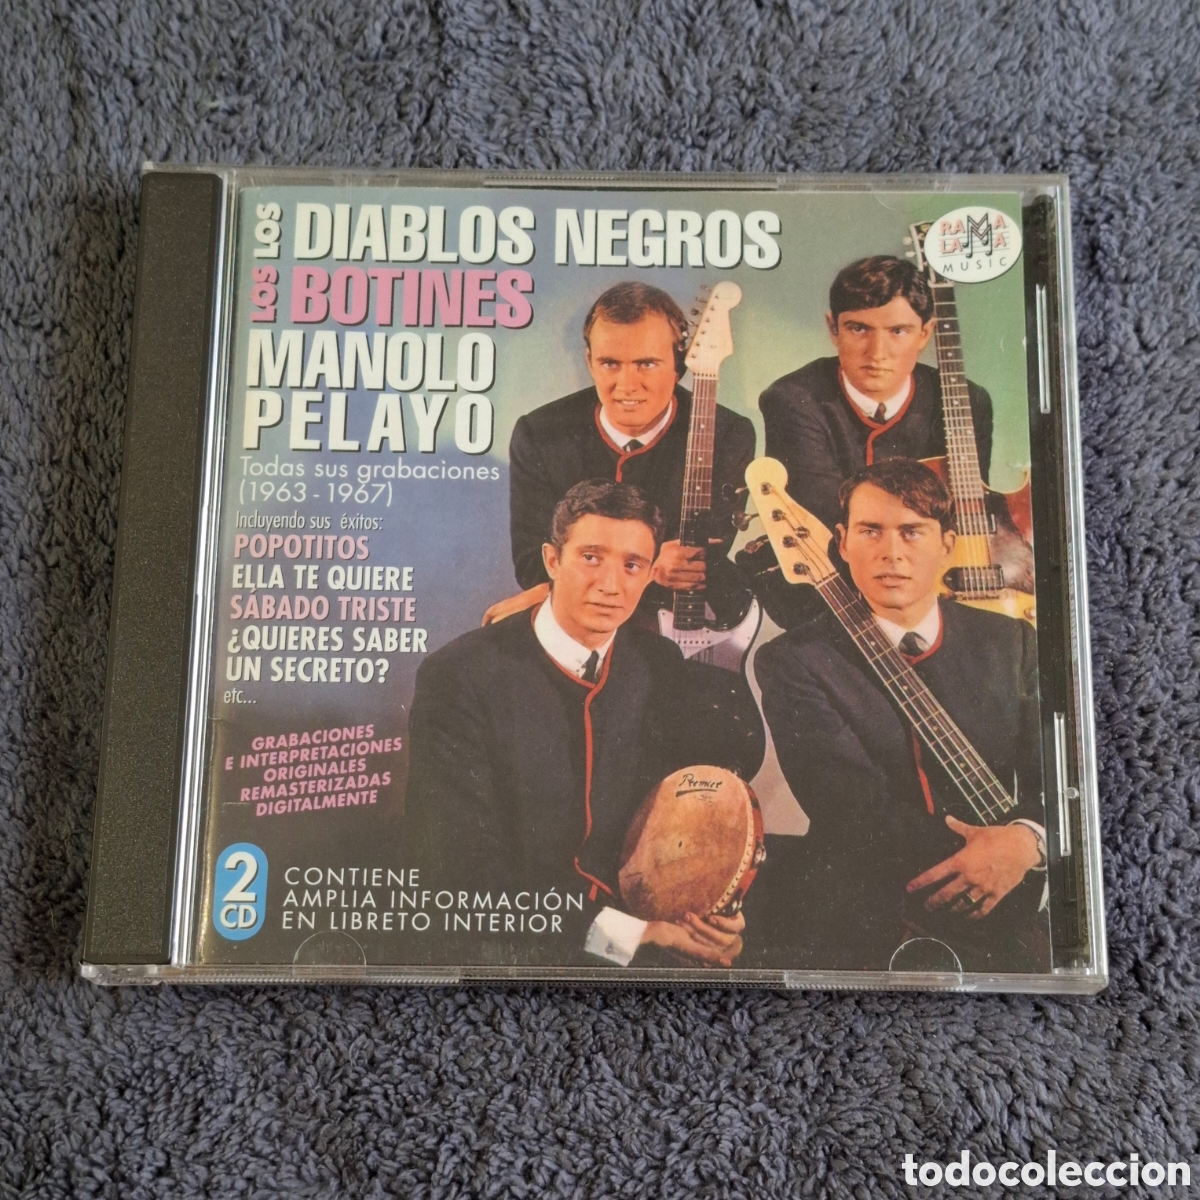 LOS DIABLOS NEGROS
LOS BOTINES
MANOLO
PELAYO
Todas sus grabaciones
(1963 - 1967)
Incluyendo sus éxitos:
POPOTITOS
ELLA TE QUIERE
SÁBADO TRISTE
¿QUIERES SABER
UN SECRETO?
etc...
GRABACIONES
E INTERPRETACIONES
ORIGINALES
REMASTERIZADAS
DIGITALMENTE
2
CD
CONTIENE
AMPLIA INFORMACIÓN
EN LIBRETO INTERIOR
RAMA
LAMA
MUSIC
Premier
todocoleccion